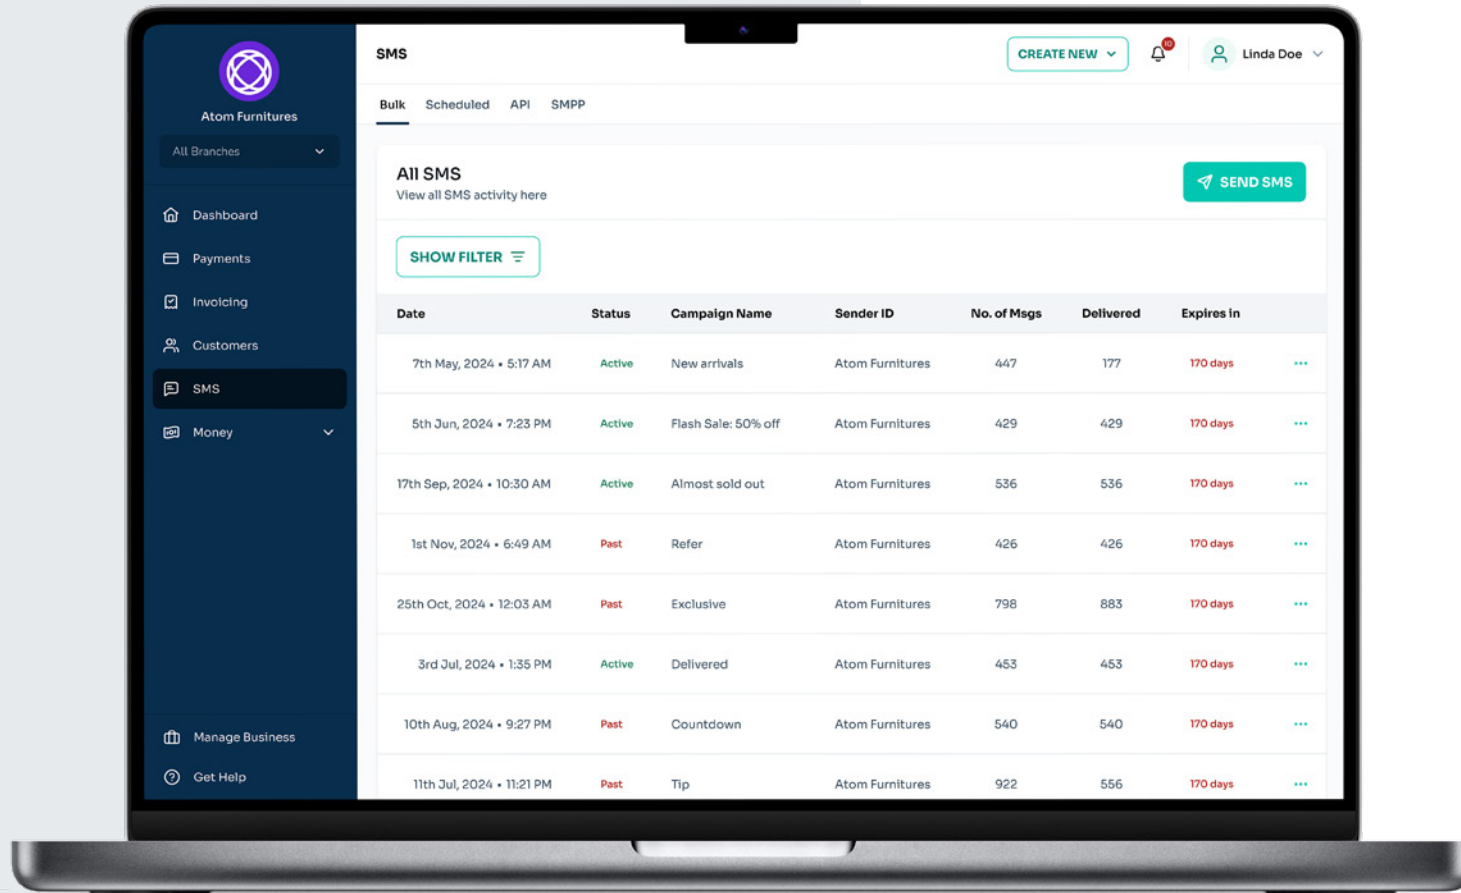 Atom Furnitures
All Branches
Dashboard
Payments
Invoicing
Customers
SMS
Money
Manage Business
Get Help
SMS
CREATE NEW
10
Linda Doe
Bulk Scheduled API SMPP
All SMS
View all SMS activity here
SEND SMS
SHOW FILTER
Date Status Campaign Name Sender ID No. of Msgs Delivered Expires in
7th May, 2024 • 5:17 AM Active New arrivals Atom Furnitures 447 177 170 days
5th Jun, 2024 • 7:23 PM Active Flash Sale: 50% off Atom Furnitures 429 429 170 days
17th Sep, 2024 • 10:30 AM Active Almost sold out Atom Furnitures 536 536 170 days
1st Nov, 2024 • 6:49 AM Past Refer Atom Furnitures 426 426 170 days
25th Oct, 2024 • 12:03 AM Past Exclusive Atom Furnitures 798 883 170 days
3rd Jul, 2024 • 1:35 PM Active Delivered Atom Furnitures 453 453 170 days
10th Aug, 2024 • 9:27 PM Past Countdown Atom Furnitures 540 540 170 days
11th Jul, 2024 • 11:21 PM Past Tip Atom Furnitures 922 556 170 days